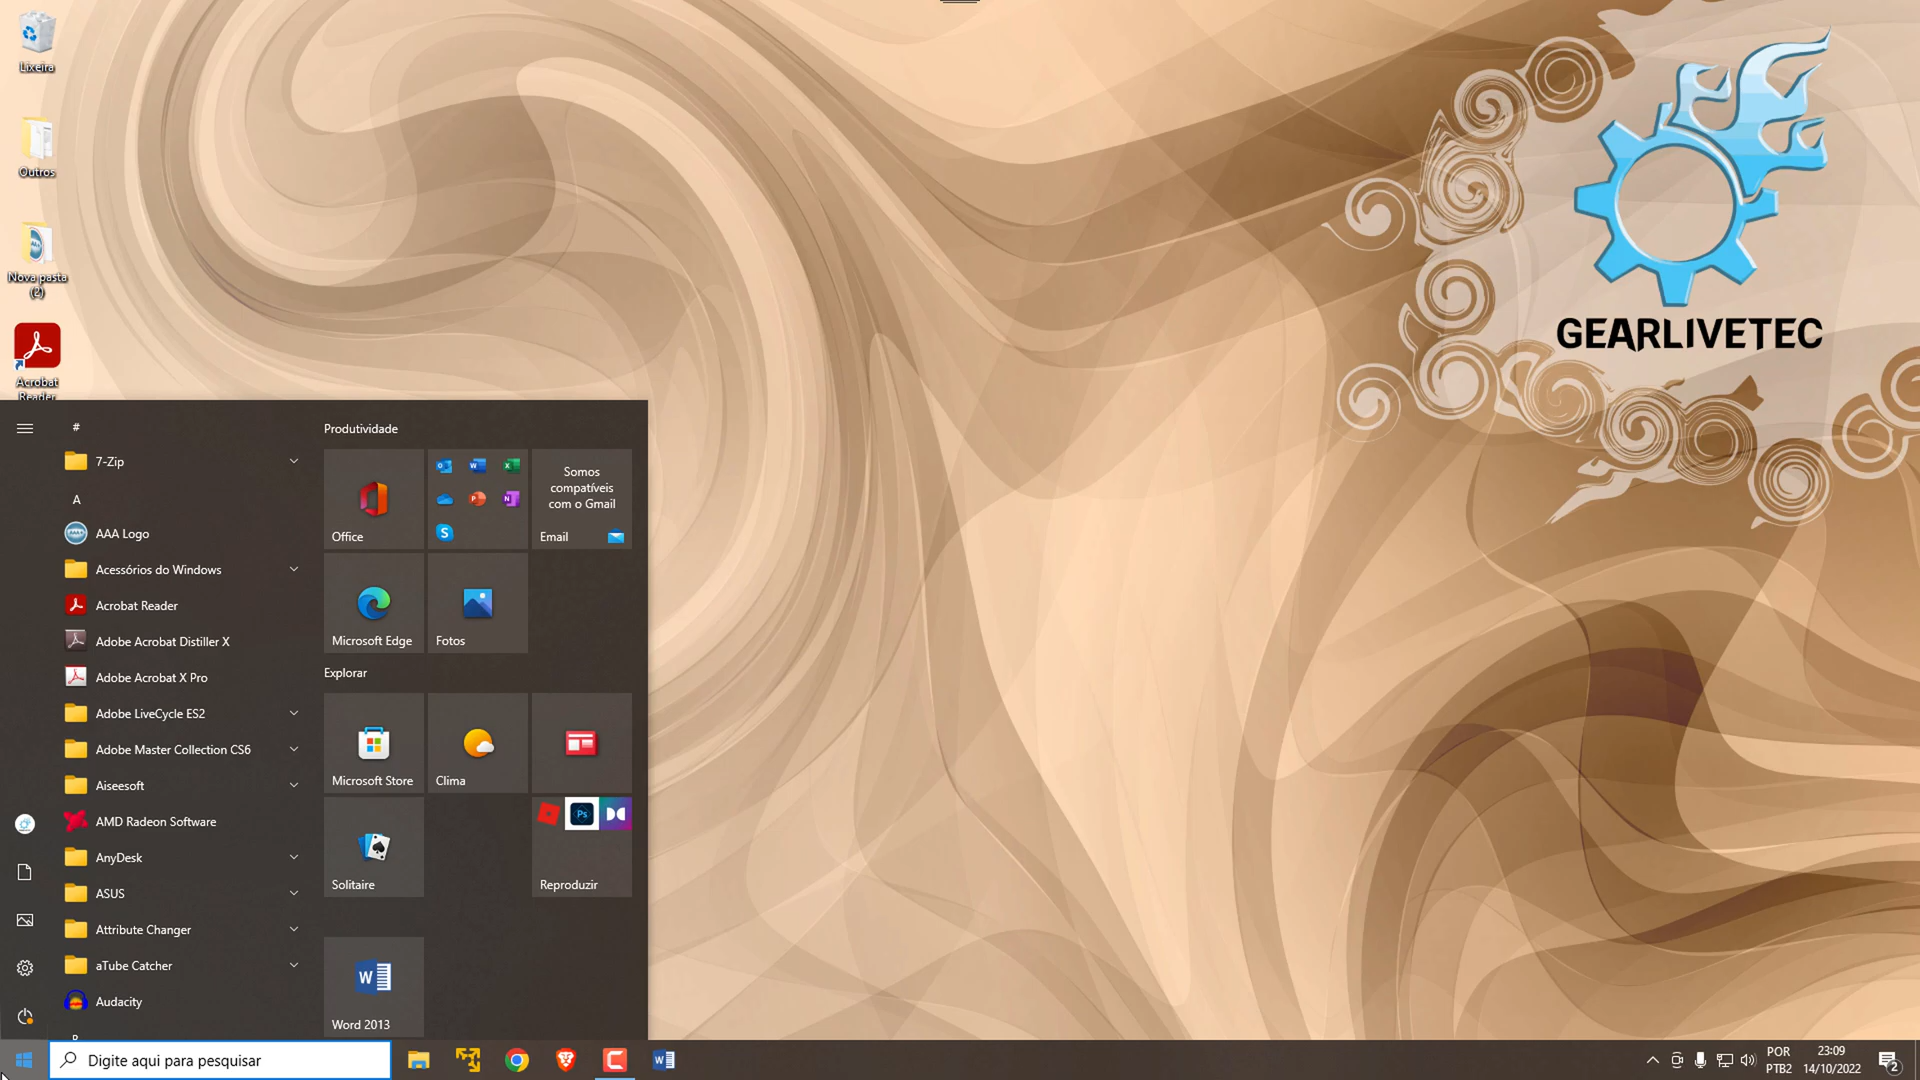 Lixeira
Outros
Nova pasta
(2)
Acrobat
Reader
GEARLIVETEC
#
7-Zip
A
AAA Logo
Acessórios do Windows
Acrobat Reader
Adobe Acrobat Distiller X
Adobe Acrobat X Pro
Adobe LiveCycle ES2
Adobe Master Collection CS6
Aiseesoft
AMD Radeon Software
AnyDesk
ASUS
Attribute Changer
aTube Catcher
Audacity
Produtividade
Office
Somos
compatíveis
com o Gmail
Email
Microsoft Edge
Fotos
Explorar
Microsoft Store
Clima
Solitaire
Ps
Reproduzir
Word 2013
Digite aqui para pesquisar
POR
PTB2
23:09
14/10/2022
2